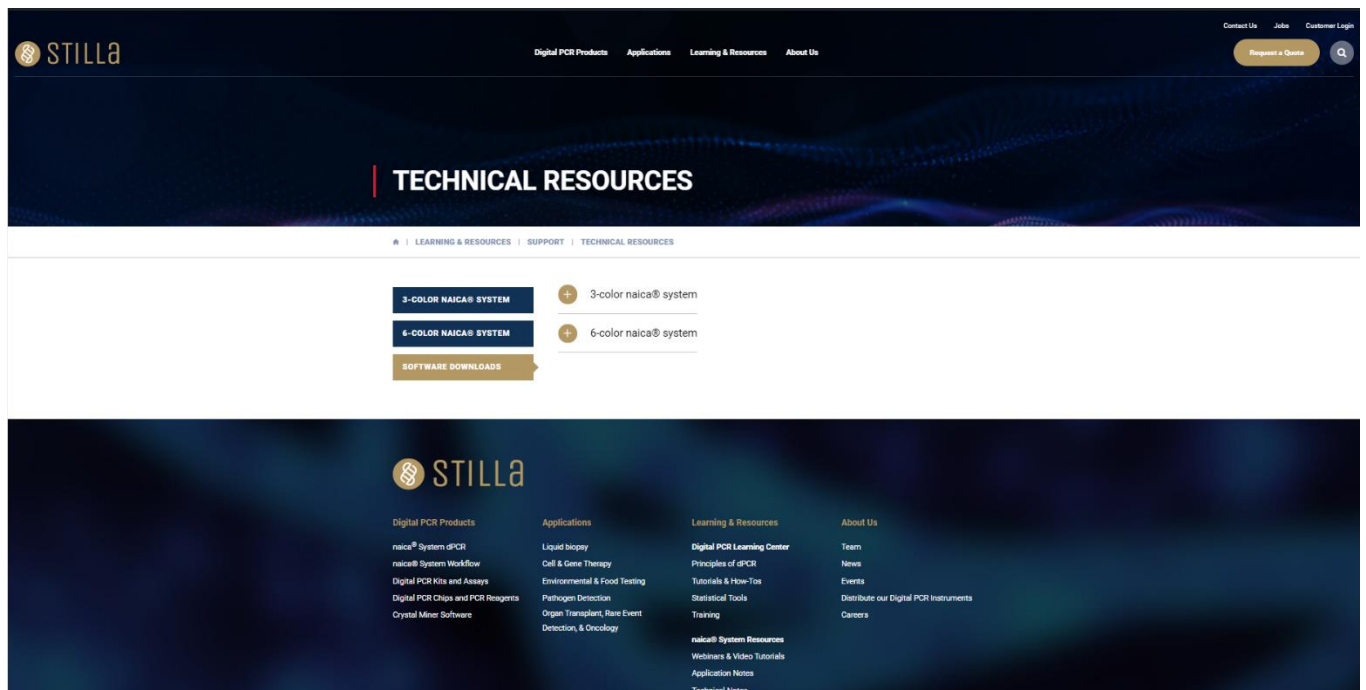 Contact Us Jobs Customer Login
STILLA
Digital PCR Products Applications Learning & Resources About Us
Request a Quote
TECHNICAL RESOURCES
| LEARNING & RESOURCES | SUPPORT | TECHNICAL RESOURCES
3-COLOR NAICA® SYSTEM
6-COLOR NAICA® SYSTEM
SOFTWARE DOWNLOADS
3-color naica® system
6-color naica® system
STILLA
Digital PCR Products
naica® System dPCR
naica® System Workflow
Digital PCR Kits and Assays
Digital PCR Chips and PCR Reagents
Crystal Miner Software
Applications
Liquid biopsy
Cell & Gene Therapy
Environmental & Food Testing
Pathogen Detection
Organ Transplant, Rare Event
Detection, & Oncology
Learning & Resources
Digital PCR Learning Center
Principles of dPCR
Tutorials & How-Tos
Statistical Tools
Training
naica® System Resources
Webinars & Video Tutorials
Application Notes
Technical Notes
About Us
Team
News
Events
Distribute our Digital PCR Instruments
Careers